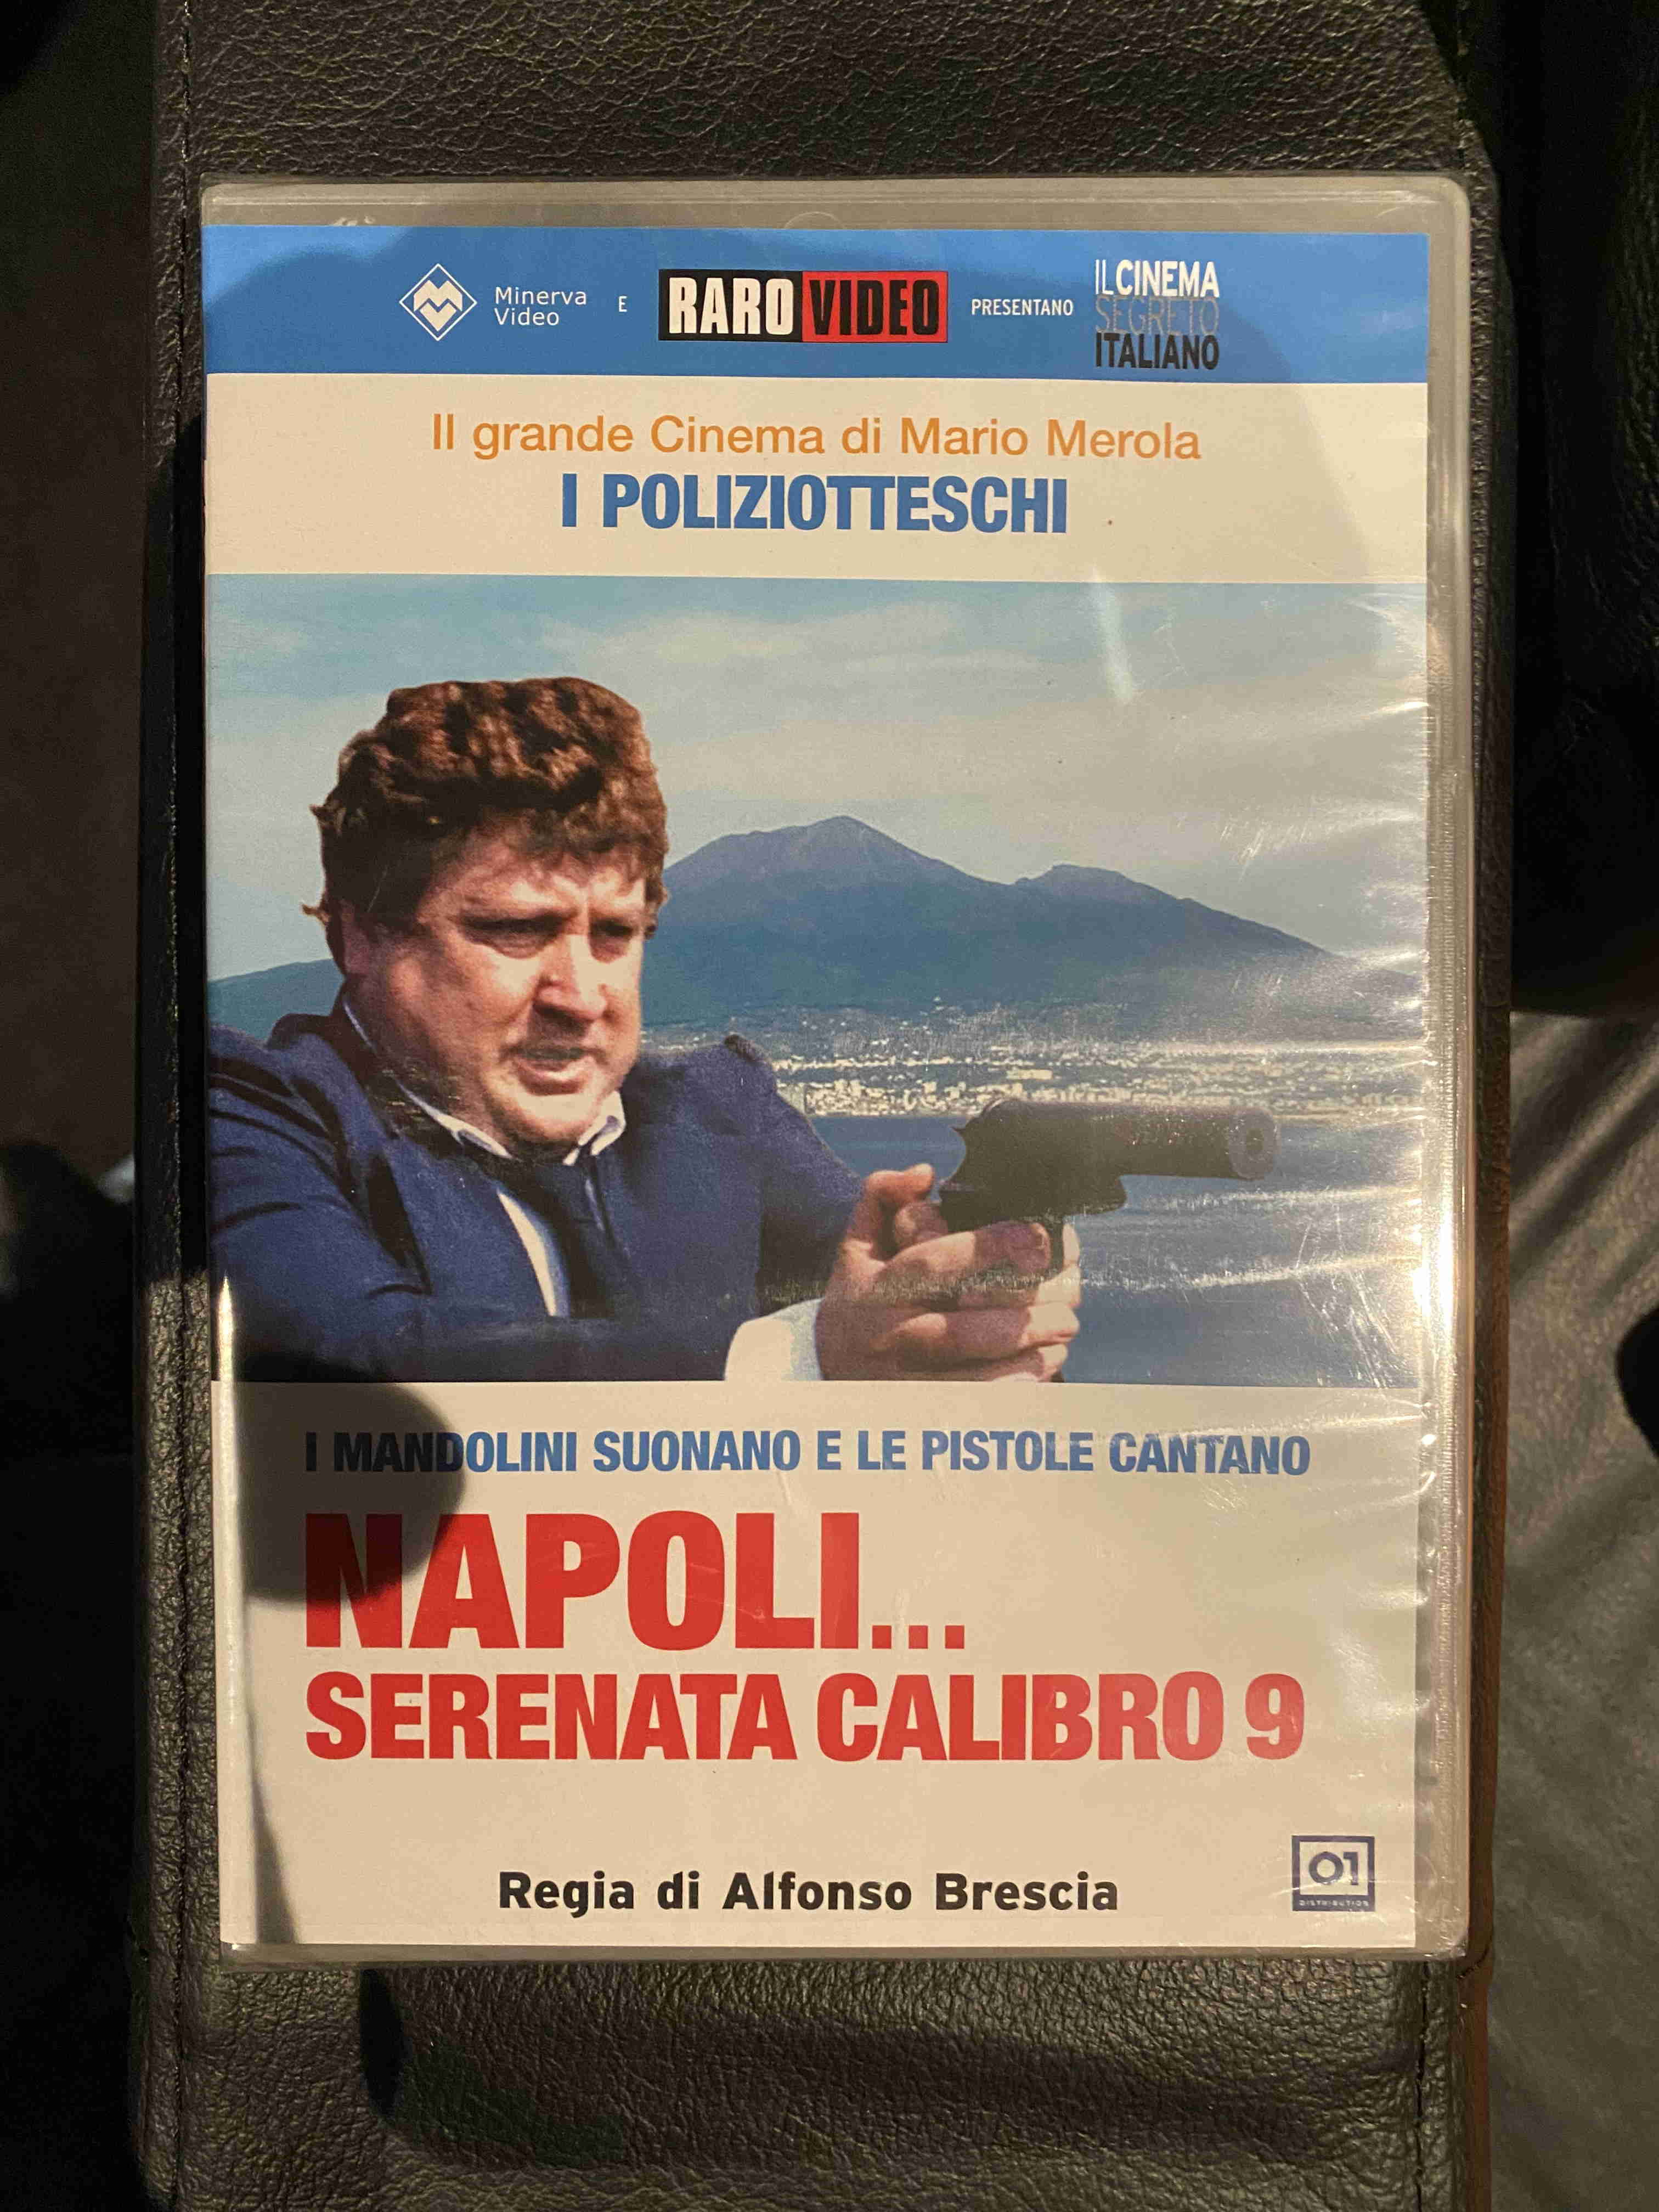 Minerva
Video
E
RARO VIDEO
PRESENTANO
IL CINEMA
SEGRETO
ITALIANO
Il grande Cinema di Mario Merola
I POLIZIOTTESCHI
I MANDOLINI SUONANO E LE PISTOLE CANTANO
NAPOLI...
SERENATA CALIBRO 9
Regia di Alfonso Brescia
01
DISTRIBUTION